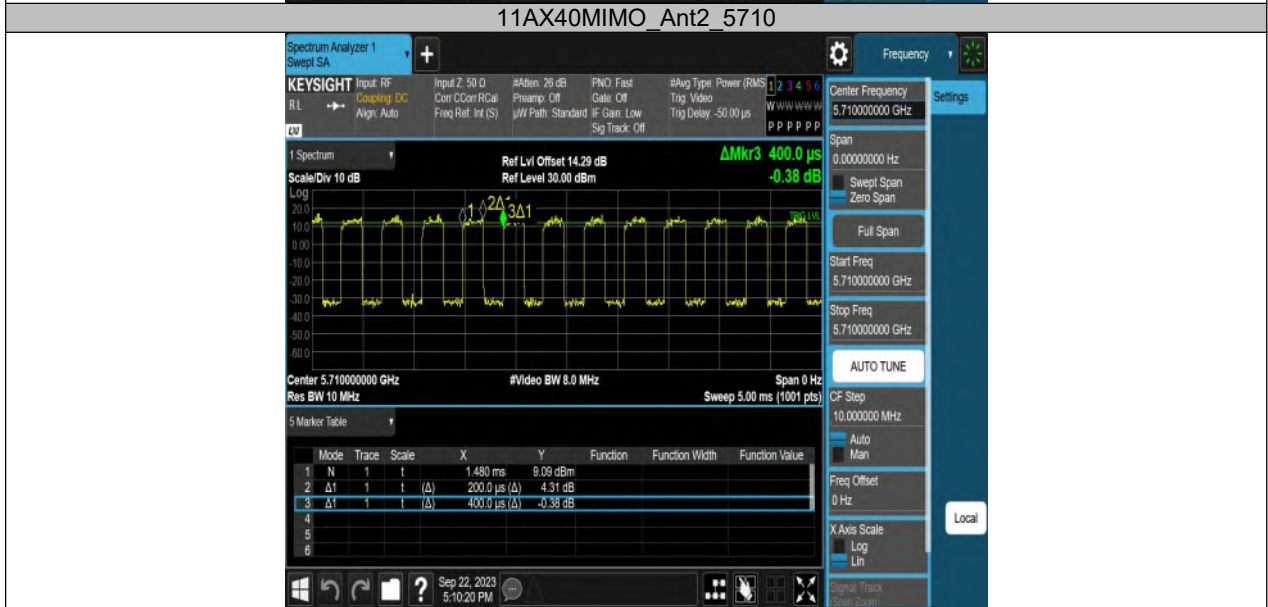 11AX40MIMO_Ant2_5710
Spectrum Analyzer 1
Swept SA
+
Frequency
KEYSIGHT
RL
LXI
Input: RF
Coupling: DC
Align: Auto
Input Z: 50 Ω
Corr CCorr RCal
Freq Ref: Int (S)
#Atten: 26 dB
Preamp: Off
µW Path: Standard
PNO: Fast
Gate: Off
IF Gain: Low
Sig Track: Off
#Avg Type: Power (RMS
Trig: Video
Trig Delay: -50.00 µs
1 2 3 4 5 6
W W W W W W
P P P P P P
1 Spectrum
Scale/Div 10 dB
Ref Lvl Offset 14.29 dB
Ref Level 30.00 dBm
ΔMkr3 400.0 µs
-0.38 dB
Log
20.0
10.0
0.00
-10.0
-20.0
-30.0
-40.0
-50.0
-60.0
1
2Δ1
3Δ1
TRIG LVL
Center 5.710000000 GHz
#Video BW 8.0 MHz
Span 0 Hz
Res BW 10 MHz
Sweep 5.00 ms (1001 pts)
5 Marker Table
Mode Trace Scale X Y Function Function Width Function Value
1 N 1 t 1.480 ms 9.09 dBm
2 Δ1 1 t (Δ) 200.0 µs (Δ) 4.31 dB
3 Δ1 1 t (Δ) 400.0 µs (Δ) -0.38 dB
4
5
6
?
Sep 22, 2023
5:10:20 PM
Center Frequency
5.710000000 GHz
Settings
Span
0.00000000 Hz
Swept Span
Zero Span
Full Span
Start Freq
5.710000000 GHz
Stop Freq
5.710000000 GHz
AUTO TUNE
CF Step
10.000000 MHz
Auto
Man
Freq Offset
0 Hz
X Axis Scale
Log
Lin
Local
Signal Track
(Span Zoom)